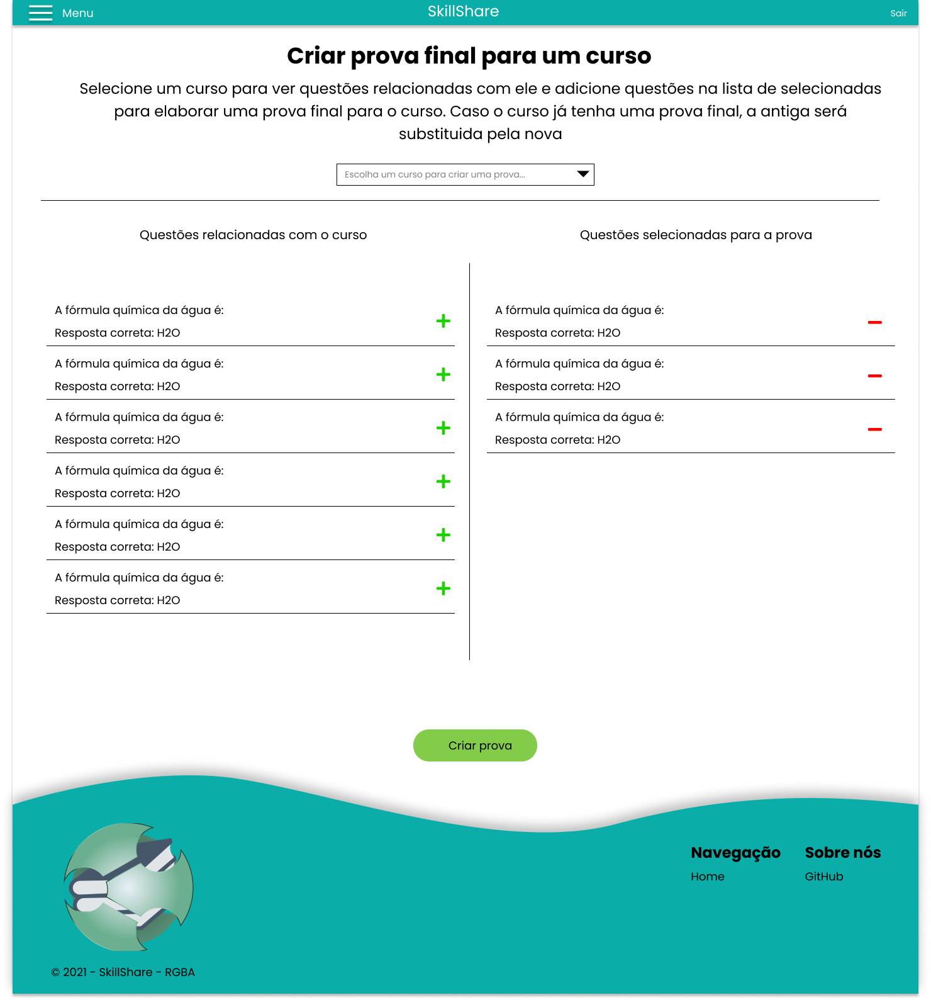 Menu
SkillShare
Sair
Criar prova final para um curso
Selecione um curso para ver questões relacionadas com ele e adicione questões na lista de selecionadas
para elaborar uma prova final para o curso. Caso o curso já tenha uma prova final, a antiga será
substituida pela nova
Escolha um curso para criar uma prova...
Questões relacionadas com o curso
A fórmula química da água é:
Resposta correta: H2O
A fórmula química da água é:
Resposta correta: H2O
A fórmula química da água é:
Resposta correta: H2O
A fórmula química da água é:
Resposta correta: H2O
A fórmula química da água é:
Resposta correta: H2O
A fórmula química da água é:
Resposta correta: H2O
Questões selecionadas para a prova
A fórmula química da água é:
Resposta correta: H2O
A fórmula química da água é:
Resposta correta: H2O
A fórmula química da água é:
Resposta correta: H2O
Criar prova
Navegação
Home
Sobre nós
GitHub
© 2021 - SkillShare - RGBA